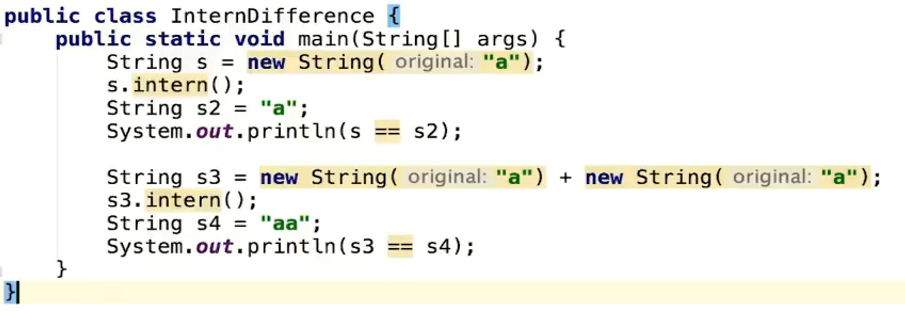 public class InternDifference {
    public static void main(String[] args) {
        String s = new String( original: "a");
        s.intern();
        String s2 = "a";
        System.out.println(s == s2);

        String s3 = new String( original: "a") + new String( original: "a");
        s3.intern();
        String s4 = "aa";
        System.out.println(s3 == s4);
    }
}